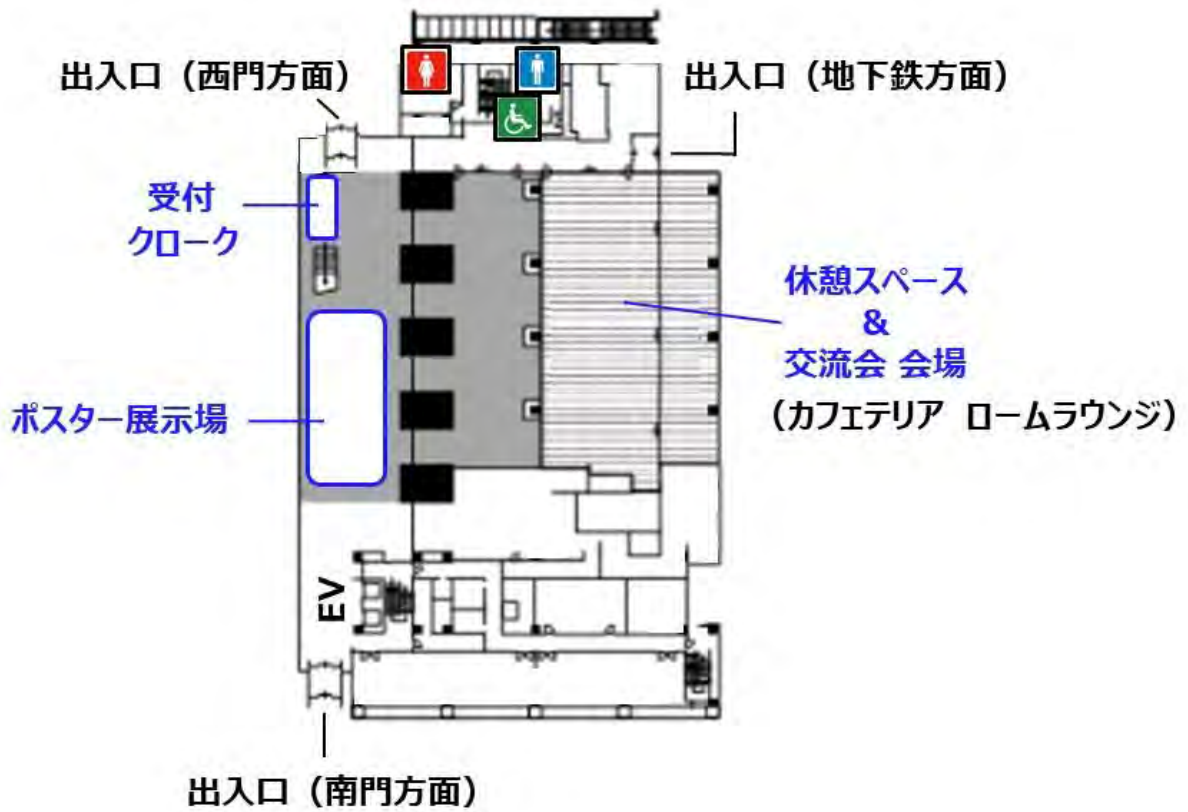 出入口（西門方面）
出入口（地下鉄方面）
受付
クローク
休憩スペース
&
交流会 会場
（カフェテリア ロームラウンジ）
ポスター展示場
EV
出入口（南門方面）